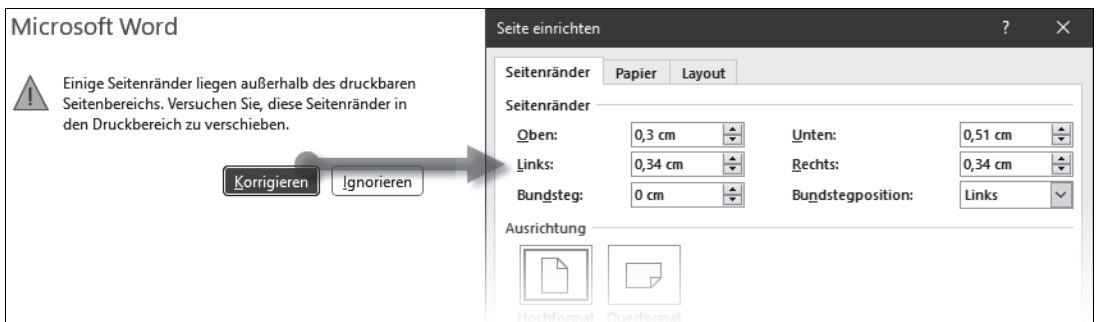 Microsoft Word
Einige Seitenränder liegen außerhalb des druckbaren
Seitenbereichs. Versuchen Sie, diese Seitenränder in
den Druckbereich zu verschieben.
Korrigieren Ignorieren
Seite einrichten ? ×
Seitenränder Papier Layout
Seitenränder
Oben: 0,3 cm Unten: 0,51 cm
Links: 0,34 cm Rechts: 0,34 cm
Bundsteg: 0 cm Bundstegposition: Links
Ausrichtung
Hochformat Querformat